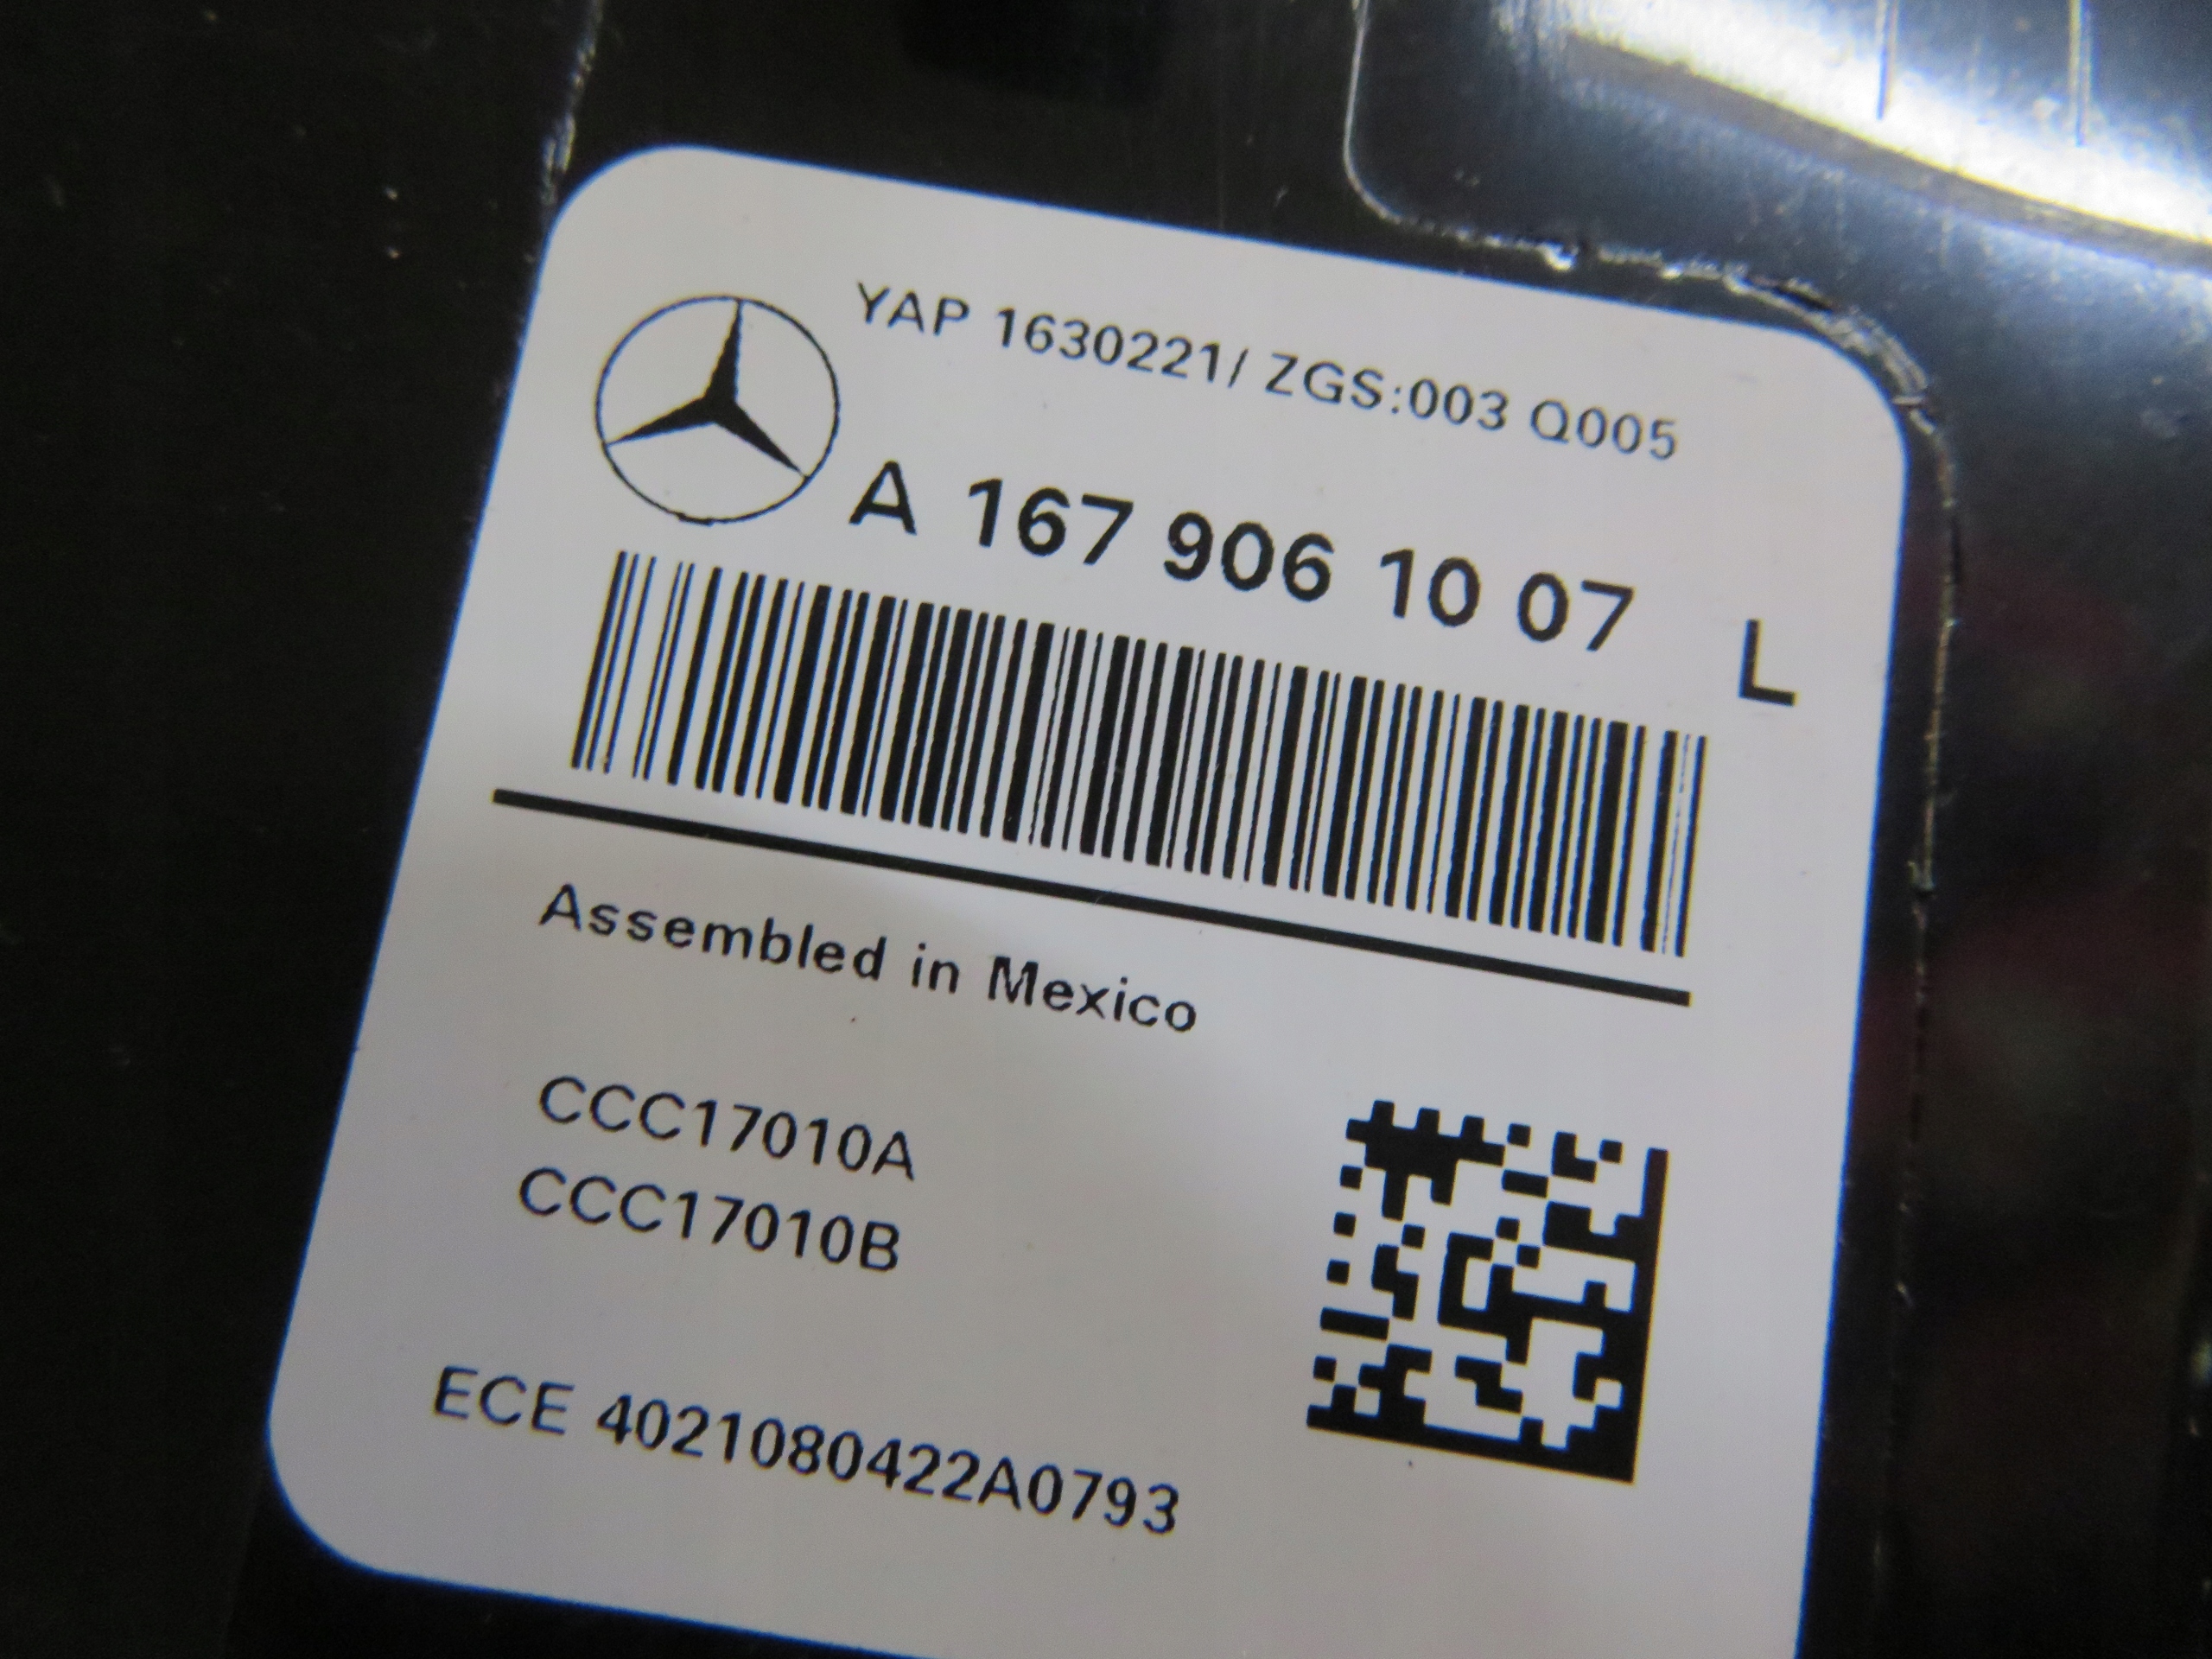 YAP 1630221/ ZGS:003 Q005
A 167 906 10 07 L
Assembled in Mexico
CCC17010A
CCC17010B
ECE 4021080422A0793